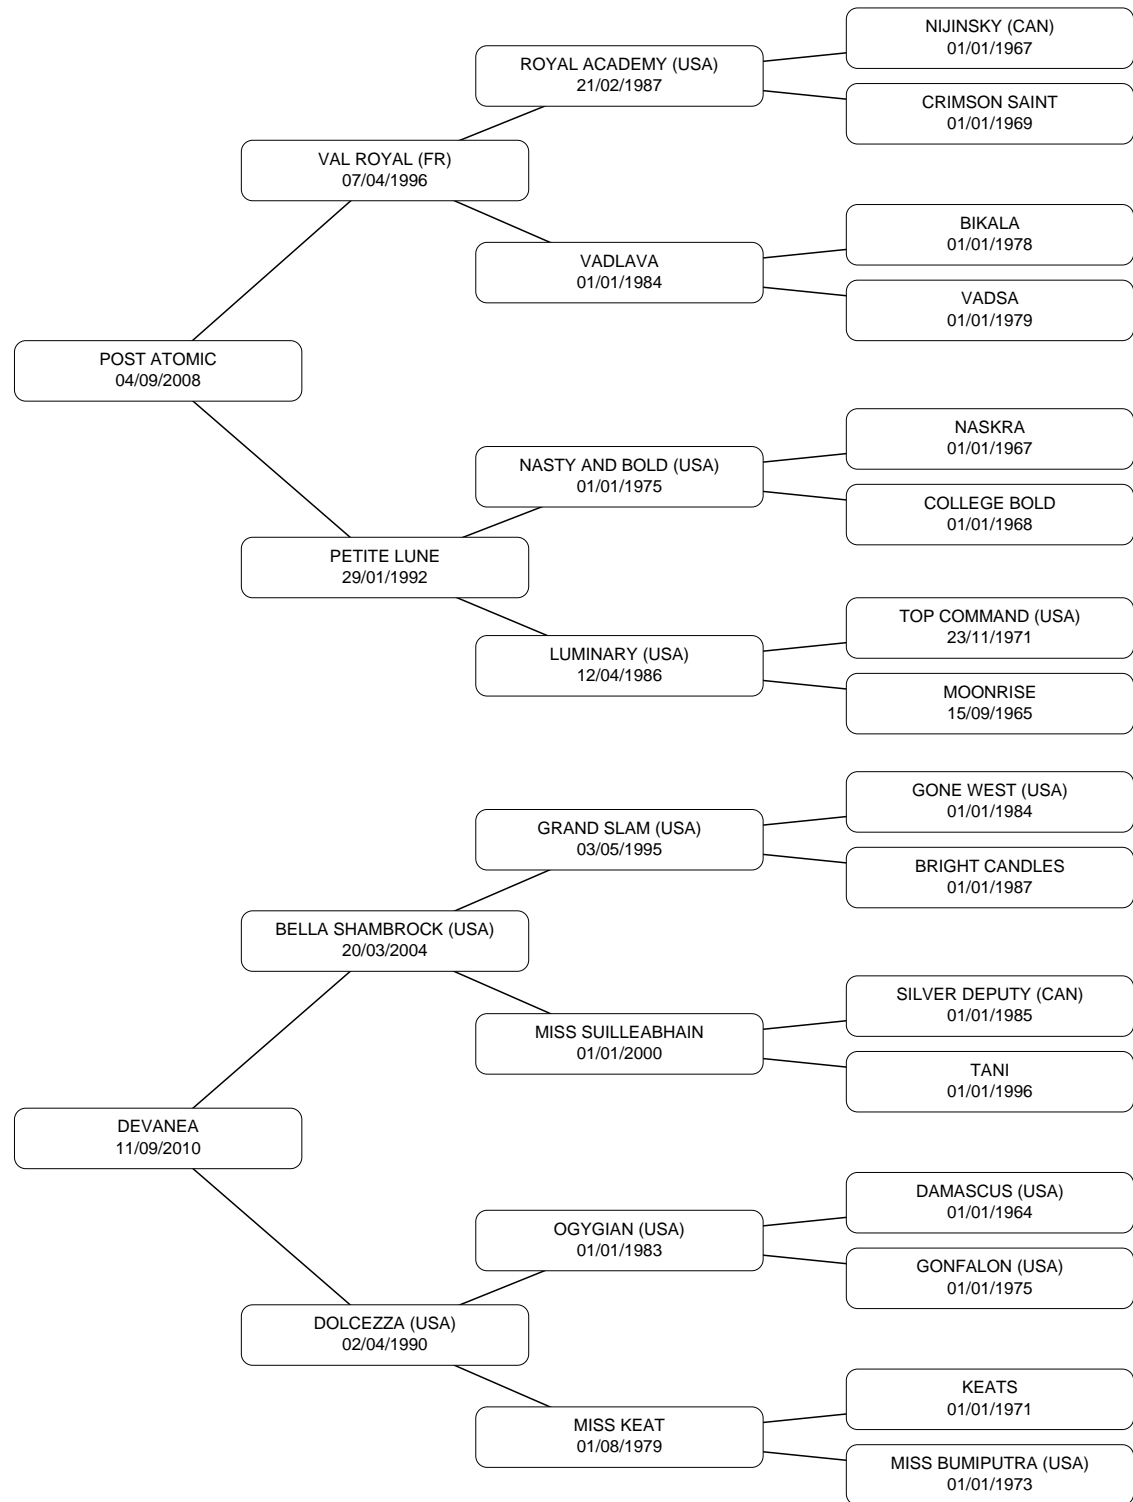 NIJINSKY (CAN)
01/01/1967
ROYAL ACADEMY (USA)
21/02/1987
CRIMSON SAINT
01/01/1969
VAL ROYAL (FR)
07/04/1996
BIKALA
01/01/1978
VADLAVA
01/01/1984
VADSA
01/01/1979
POST ATOMIC
04/09/2008
NASKRA
01/01/1967
NASTY AND BOLD (USA)
01/01/1975
COLLEGE BOLD
01/01/1968
PETITE LUNE
29/01/1992
TOP COMMAND (USA)
23/11/1971
LUMINARY (USA)
12/04/1986
MOONRISE
15/09/1965
GONE WEST (USA)
01/01/1984
GRAND SLAM (USA)
03/05/1995
BRIGHT CANDLES
01/01/1987
BELLA SHAMBROCK (USA)
20/03/2004
SILVER DEPUTY (CAN)
01/01/1985
MISS SUILLEABHAIN
01/01/2000
TANI
01/01/1996
DEVANEA
11/09/2010
DAMASCUS (USA)
01/01/1964
OGYGIAN (USA)
01/01/1983
GONFALON (USA)
01/01/1975
DOLCEZZA (USA)
02/04/1990
KEATS
01/01/1971
MISS KEAT
01/08/1979
MISS BUMIPUTRA (USA)
01/01/1973